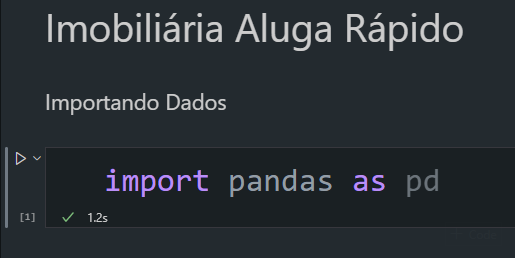 Imobiliária Aluga Rápido
Importando Dados
import pandas as pd
[1]
1.2s